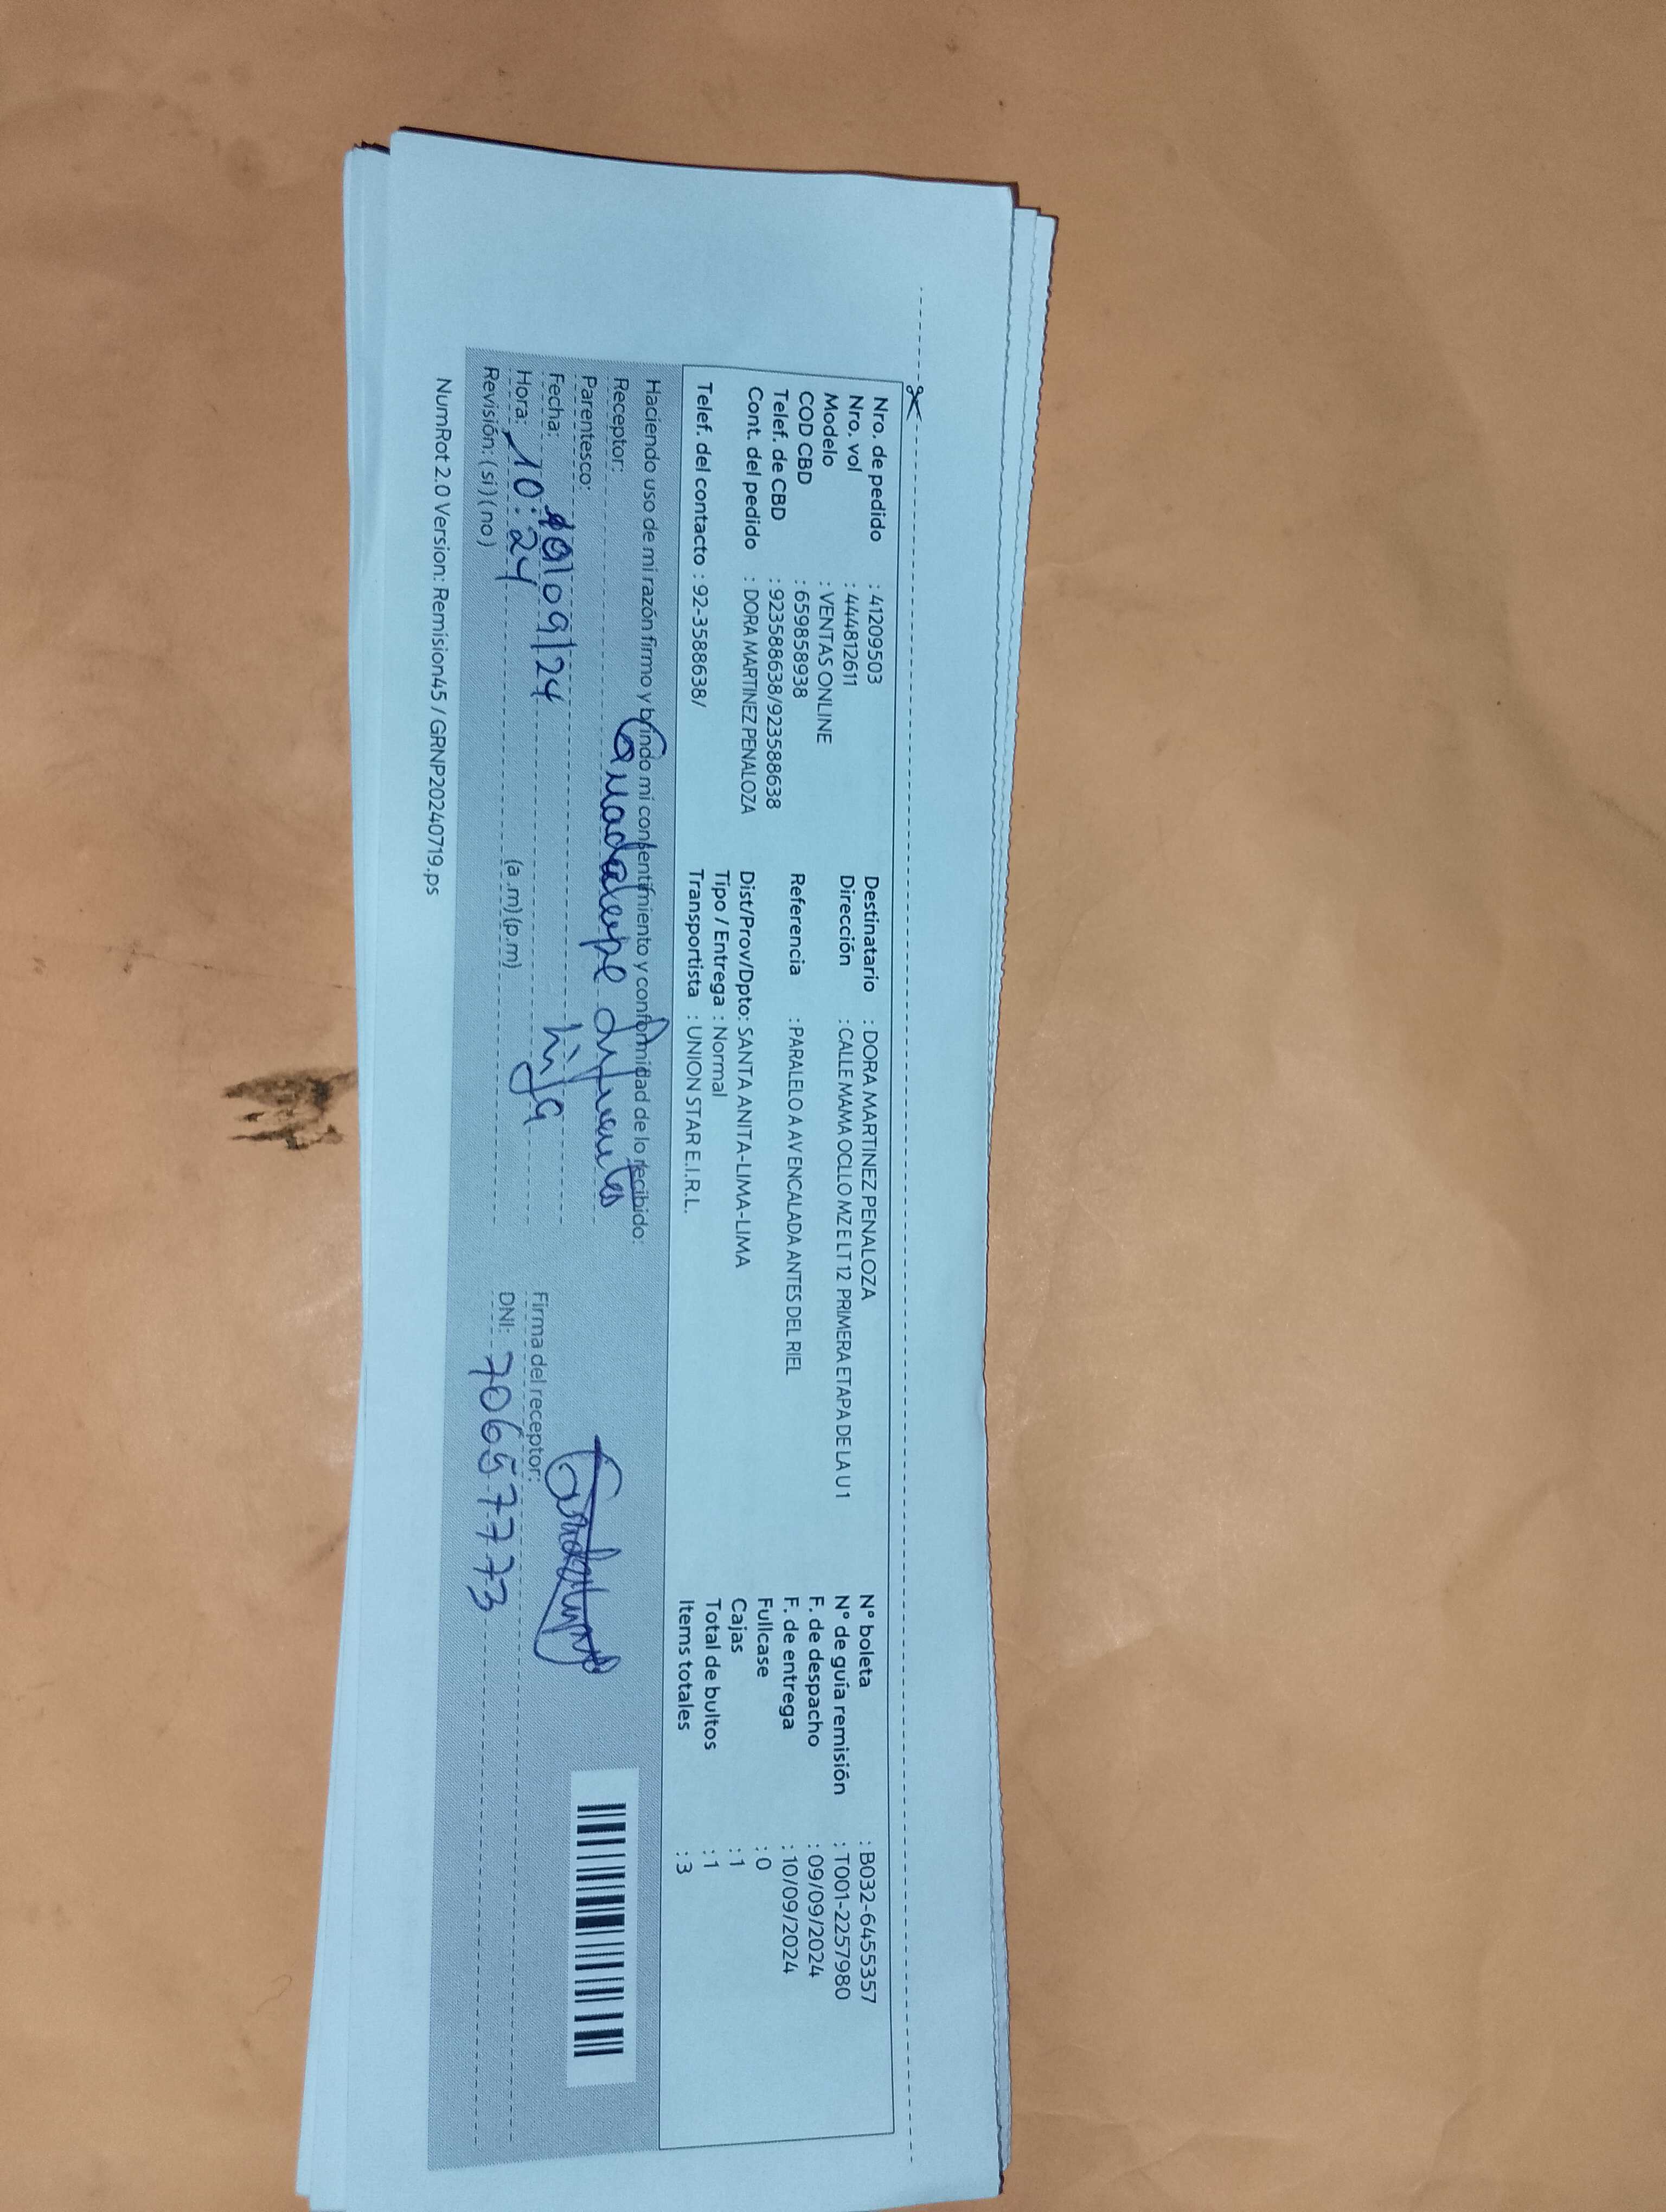 Nro. de pedido : 41209503
Nro. vol : 444812611
Modelo : VENTAS ONLINE
COD CBD : 659858938
Telef. de CBD : 923588638/923588638
Cont. del pedido : DORA MARTINEZ PENALOZA
Telef. del contacto : 92-3588638/
Destinatario : DORA MARTINEZ PENALOZA
Dirección : CALLE MAMA OCLLO MZ E LT 12 PRIMERA ETAPA DE LA U 1
Referencia : PARALELO A AV ENCALADA ANTES DEL RIEL
Dist/Prov/Dpto: SANTA ANITA-LIMA-LIMA
Tipo / Entrega : Normal
Transportista : UNION STAR E.I.R.L.
N° boleta : B032-6455357
N° de guía remisión : T001-2257980
F. de despacho : 09/09/2024
F. de entrega : 10/09/2024
Fullcase : 0
Cajas : 1
Total de bultos : 1
Items totales : 3
Haciendo uso de mi razón firmo y brindo mi consentimiento y conformidad de lo recibido:
Receptor: Guadalupe
Parentesco: hija
Fecha: /09/24
Hora: 10:24 (a .m) (p.m)
Revisión: ( si ) ( no )
Firma del receptor:
DNI: 70657773
NumRot 2.0 Version: Remision45 / GRNP20240719.ps